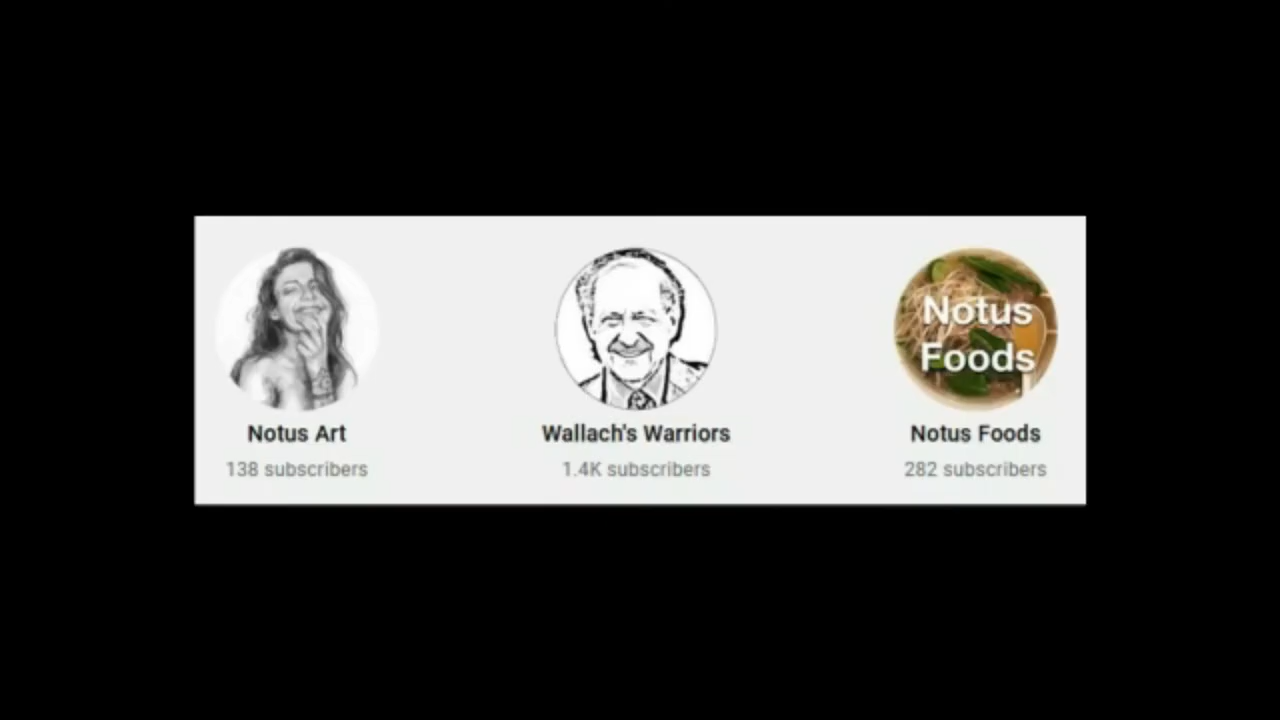 Notus
Foods
Notus Art
Wallach's Warriors
Notus Foods
138 subscribers
1.4K subscribers
282 subscribers